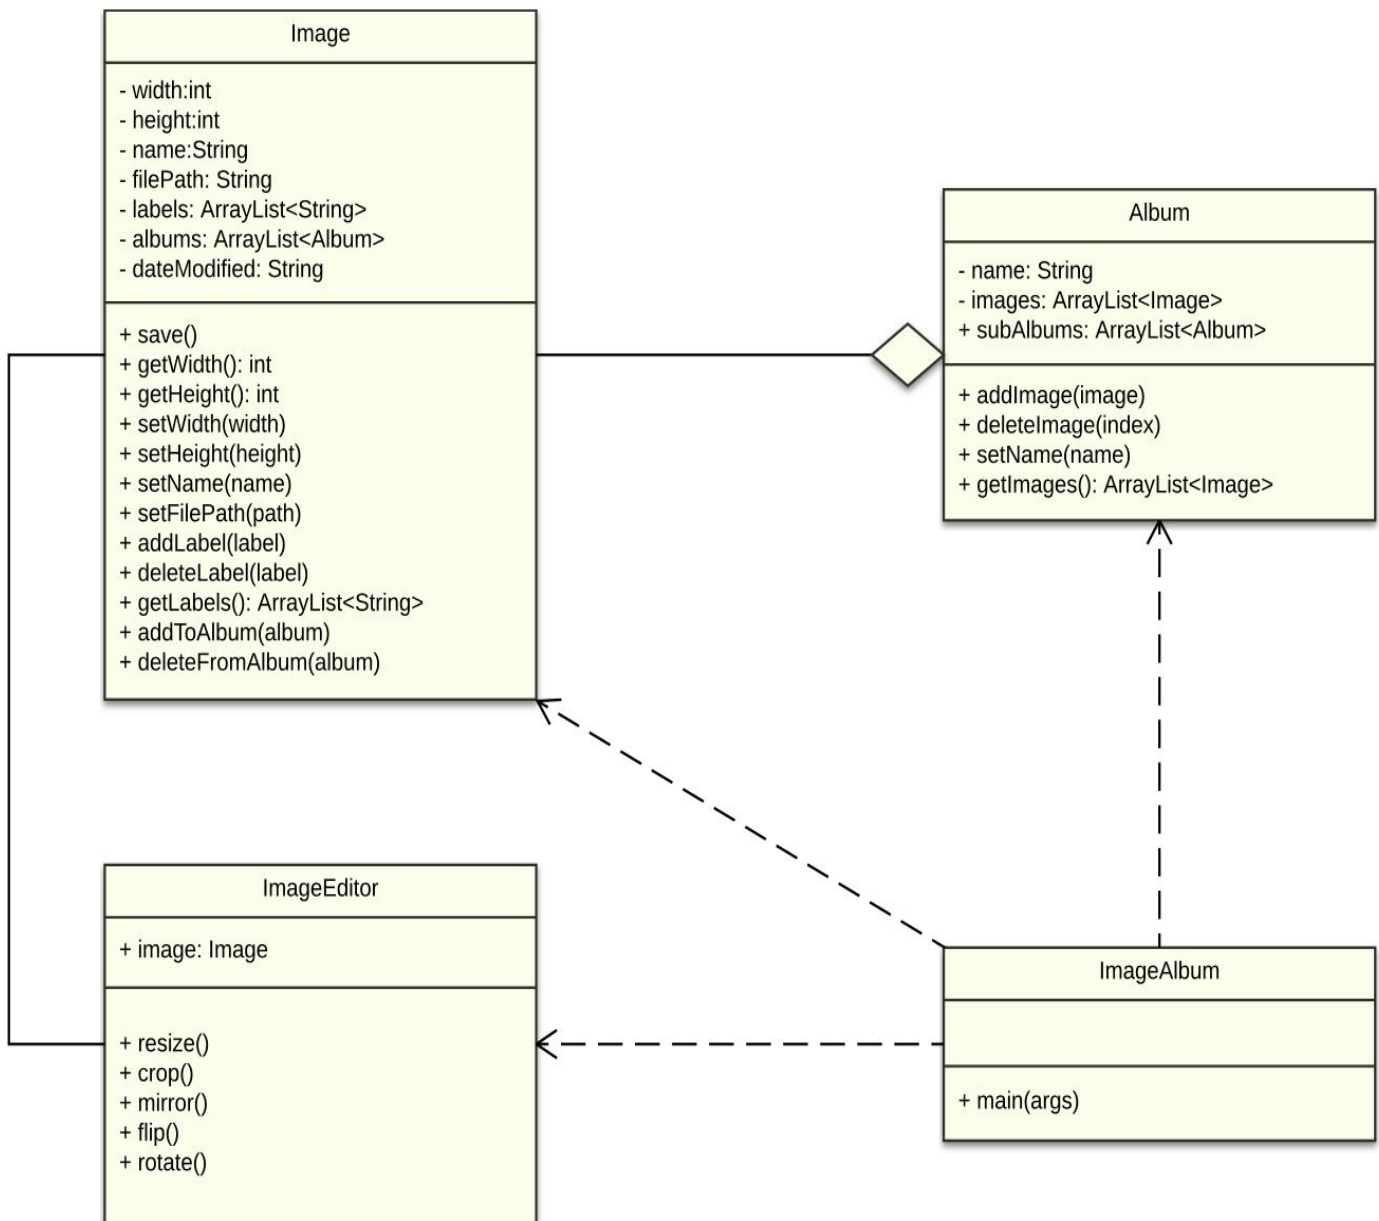 Image
- width:int
- height:int
- name:String
- filePath: String
- labels: ArrayList<String>
- albums: ArrayList<Album>
- dateModified: String
+ save()
+ getWidth(): int
+ getHeight(): int
+ setWidth(width)
+ setHeight(height)
+ setName(name)
+ setFilePath(path)
+ addLabel(label)
+ deleteLabel(label)
+ getLabels(): ArrayList<String>
+ addToAlbum(album)
+ deleteFromAlbum(album)
Album
- name: String
- images: ArrayList<Image>
+ subAlbums: ArrayList<Album>
+ addImage(image)
+ deleteImage(index)
+ setName(name)
+ getImages(): ArrayList<Image>
ImageEditor
+ image: Image
+ resize()
+ crop()
+ mirror()
+ flip()
+ rotate()
ImageAlbum
+ main(args)